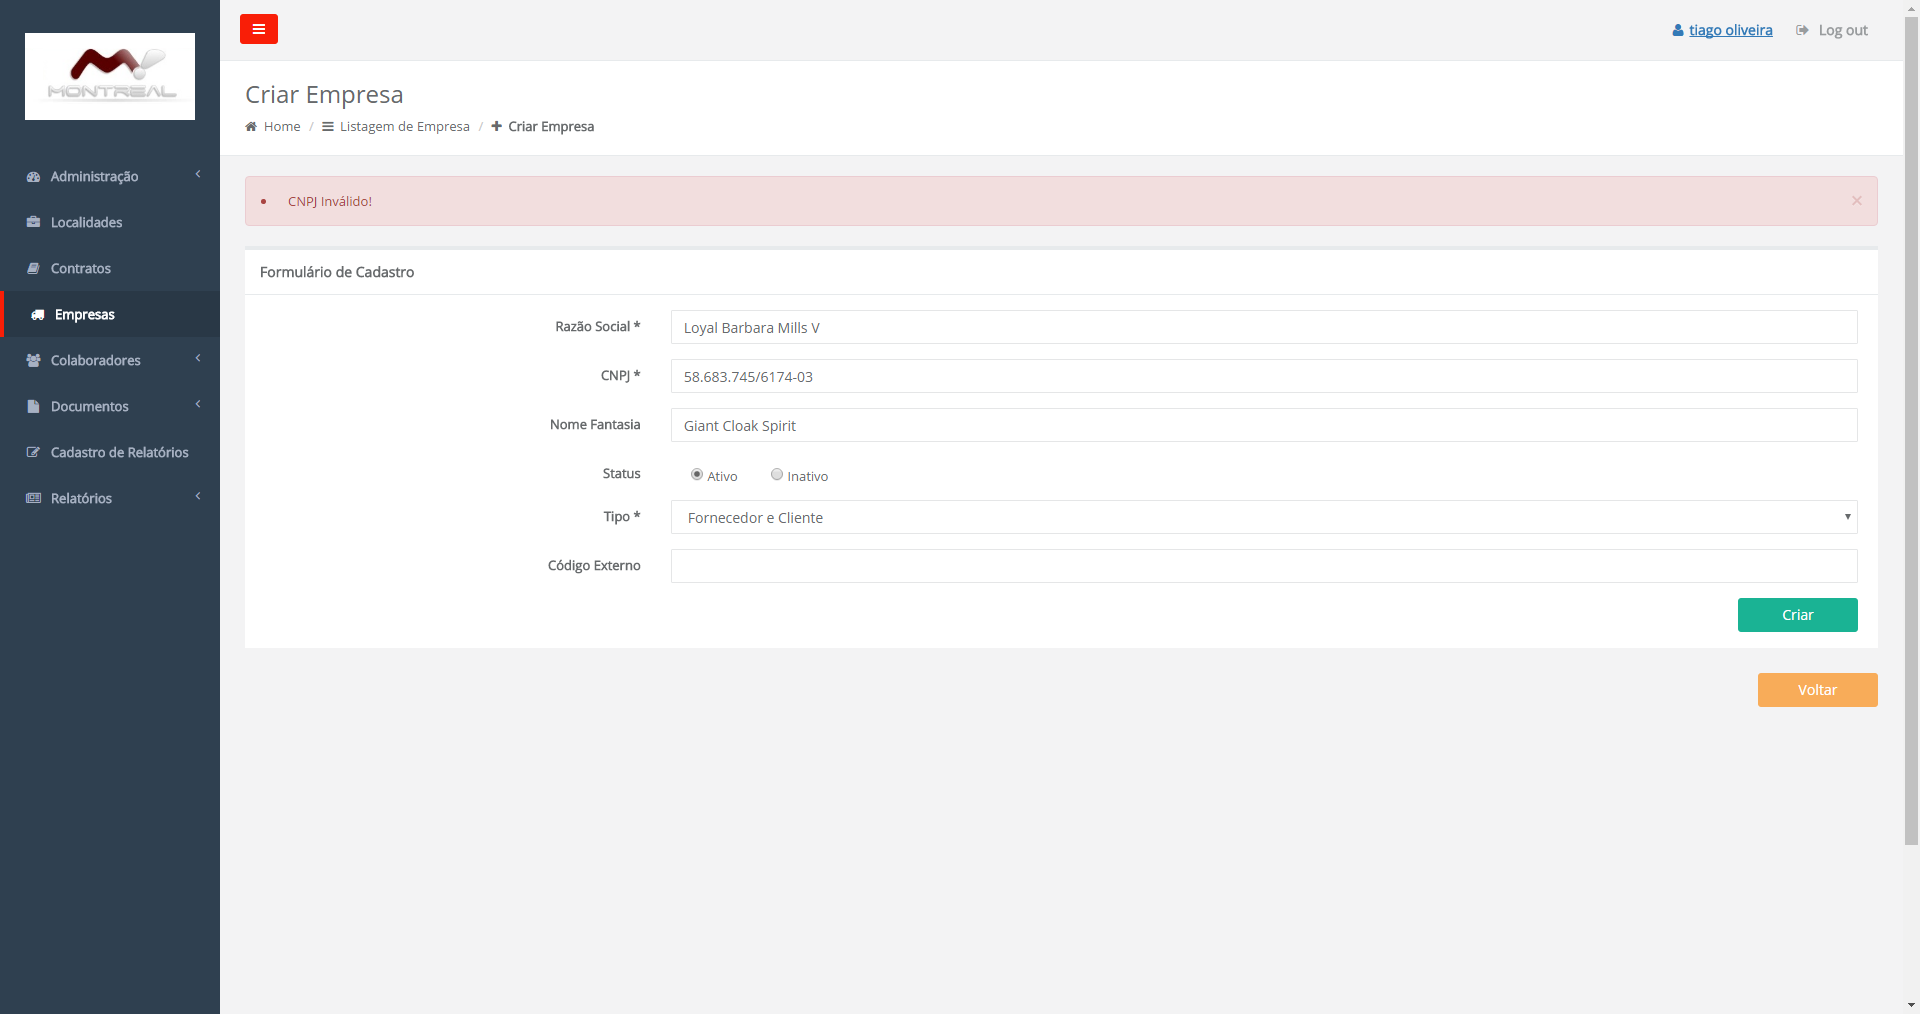 MONTREAL
tiago oliveira Log out
Criar Empresa
Home / Listagem de Empresa / Criar Empresa
Administração
Localidades
Contratos
Empresas
Colaboradores
Documentos
Cadastro de Relatórios
Relatórios
CNPJ Inválido! ×
Formulário de Cadastro
Razão Social * Loyal Barbara Mills V
CNPJ * 58.683.745/6174-03
Nome Fantasia Giant Cloak Spirit
Status Ativo Inativo
Tipo * Fornecedor e Cliente
Código Externo
Criar
Voltar